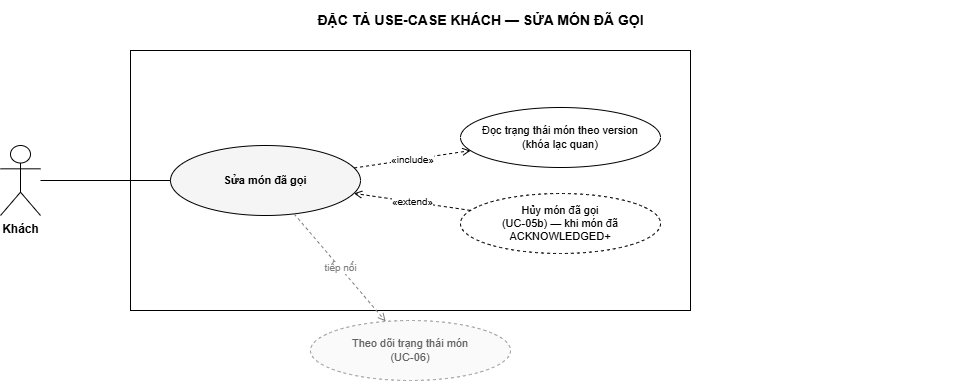 ĐẶC TẢ USE-CASE KHÁCH — SỬA MÓN ĐÃ GỌI
Đọc trạng thái món theo version
(khóa lạc quan)
«include»
Sửa món đã gọi
«extend»
Hủy món đã gọi
(UC-05b) — khi món đã
ACKNOWLEDGED+
Khách
tiếp nối
Theo dõi trạng thái món
(UC-06)